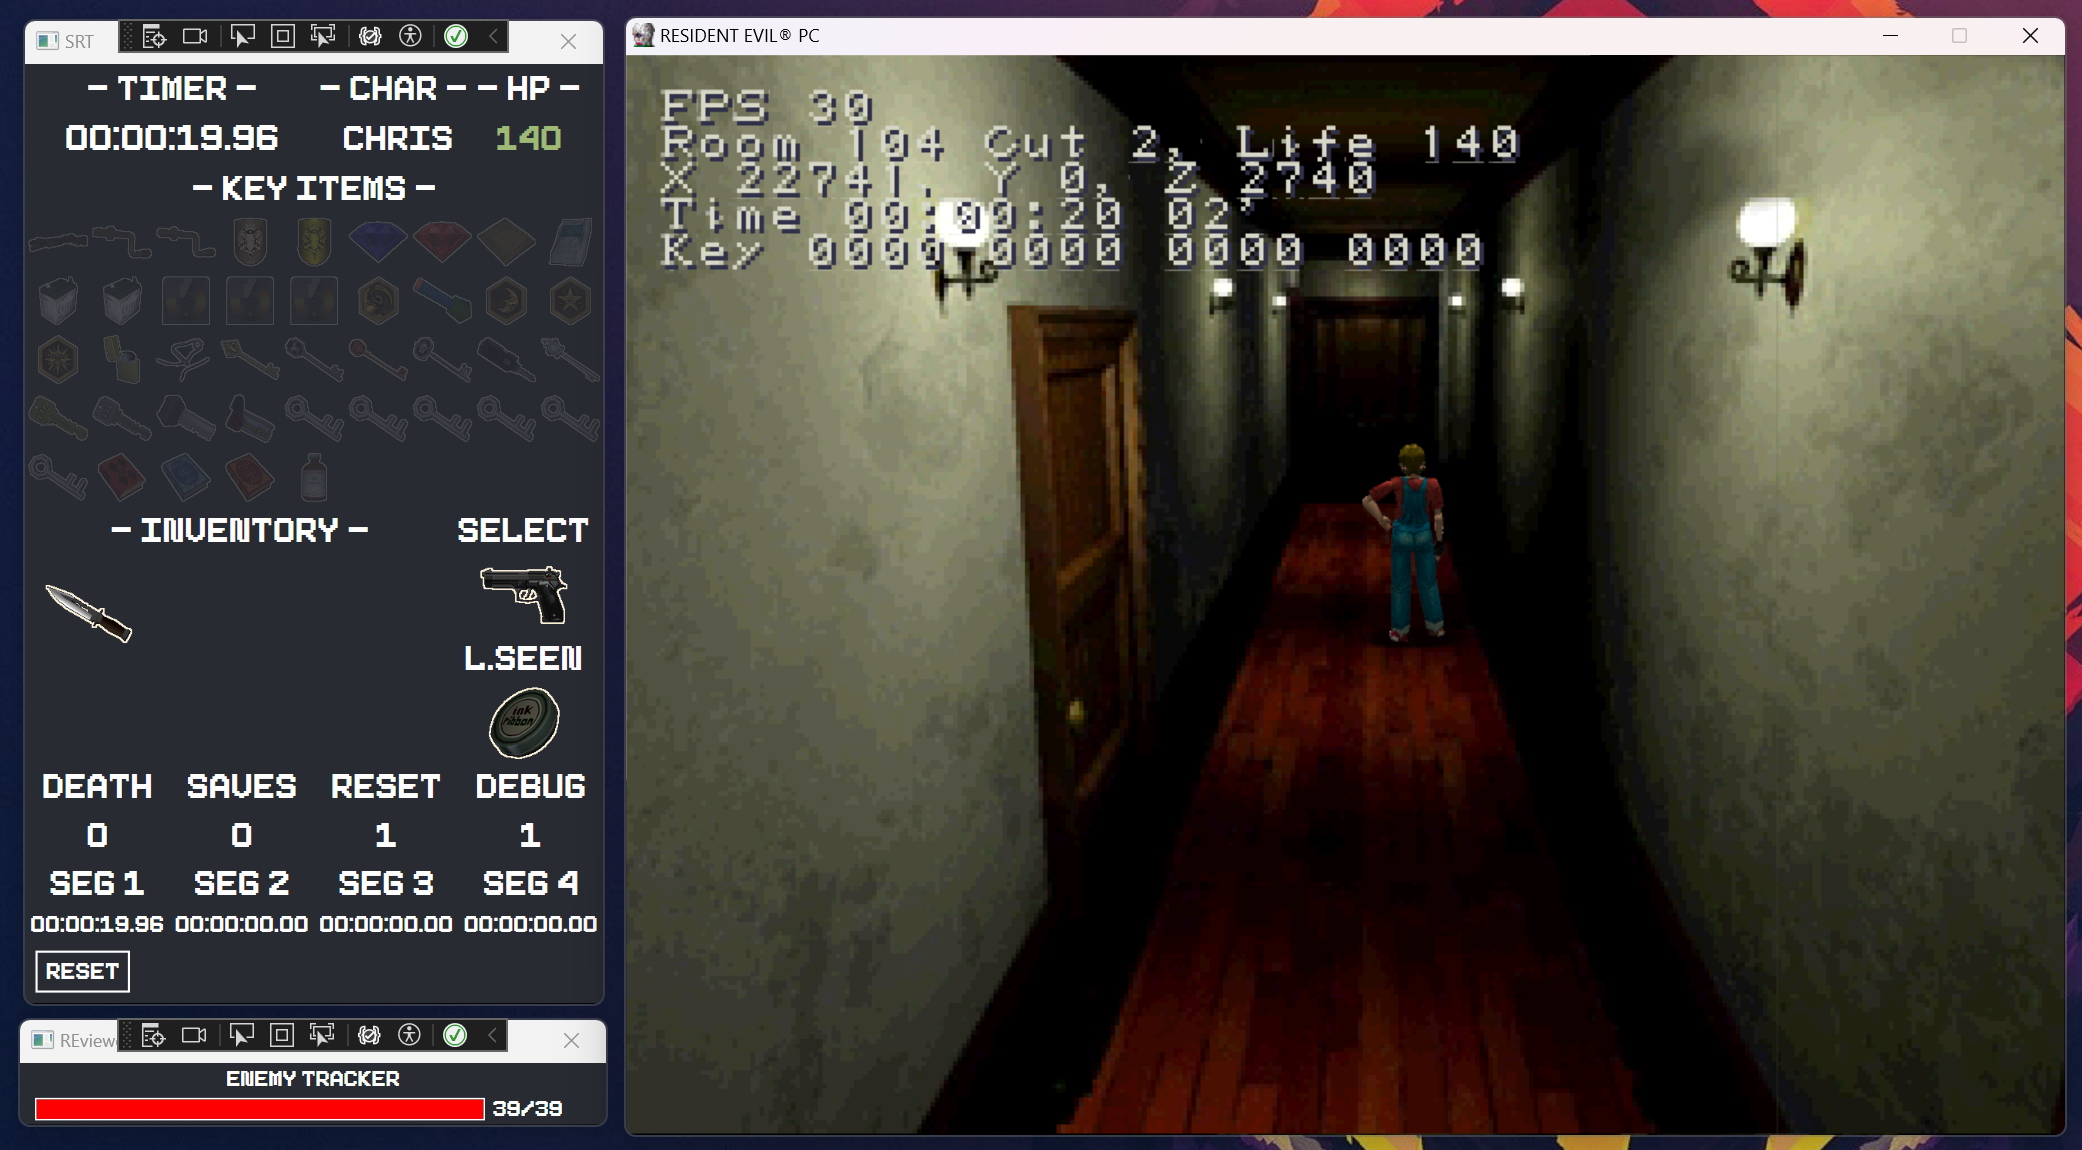 SRT
- TIMER -
- CHAR -
- HP -
00:00:19.96
CHRIS
140
- KEY ITEMS -
- INVENTORY -
SELECT
L.SEEN
ink
ribbon
DEATH
SAVES
RESET
DEBUG
0
0
1
1
SEG 1
SEG 2
SEG 3
SEG 4
00:00:19.96
00:00:00.00
00:00:00.00
00:00:00.00
RESET
REview
ENEMY TRACKER
39/39
RESIDENT EVIL® PC
FPS 30
Room 104 Cut 2, Life 140
X 22741. Y 0, Z 2740
Time 00:00:20 02'
Key 0000 0000 0000 0000